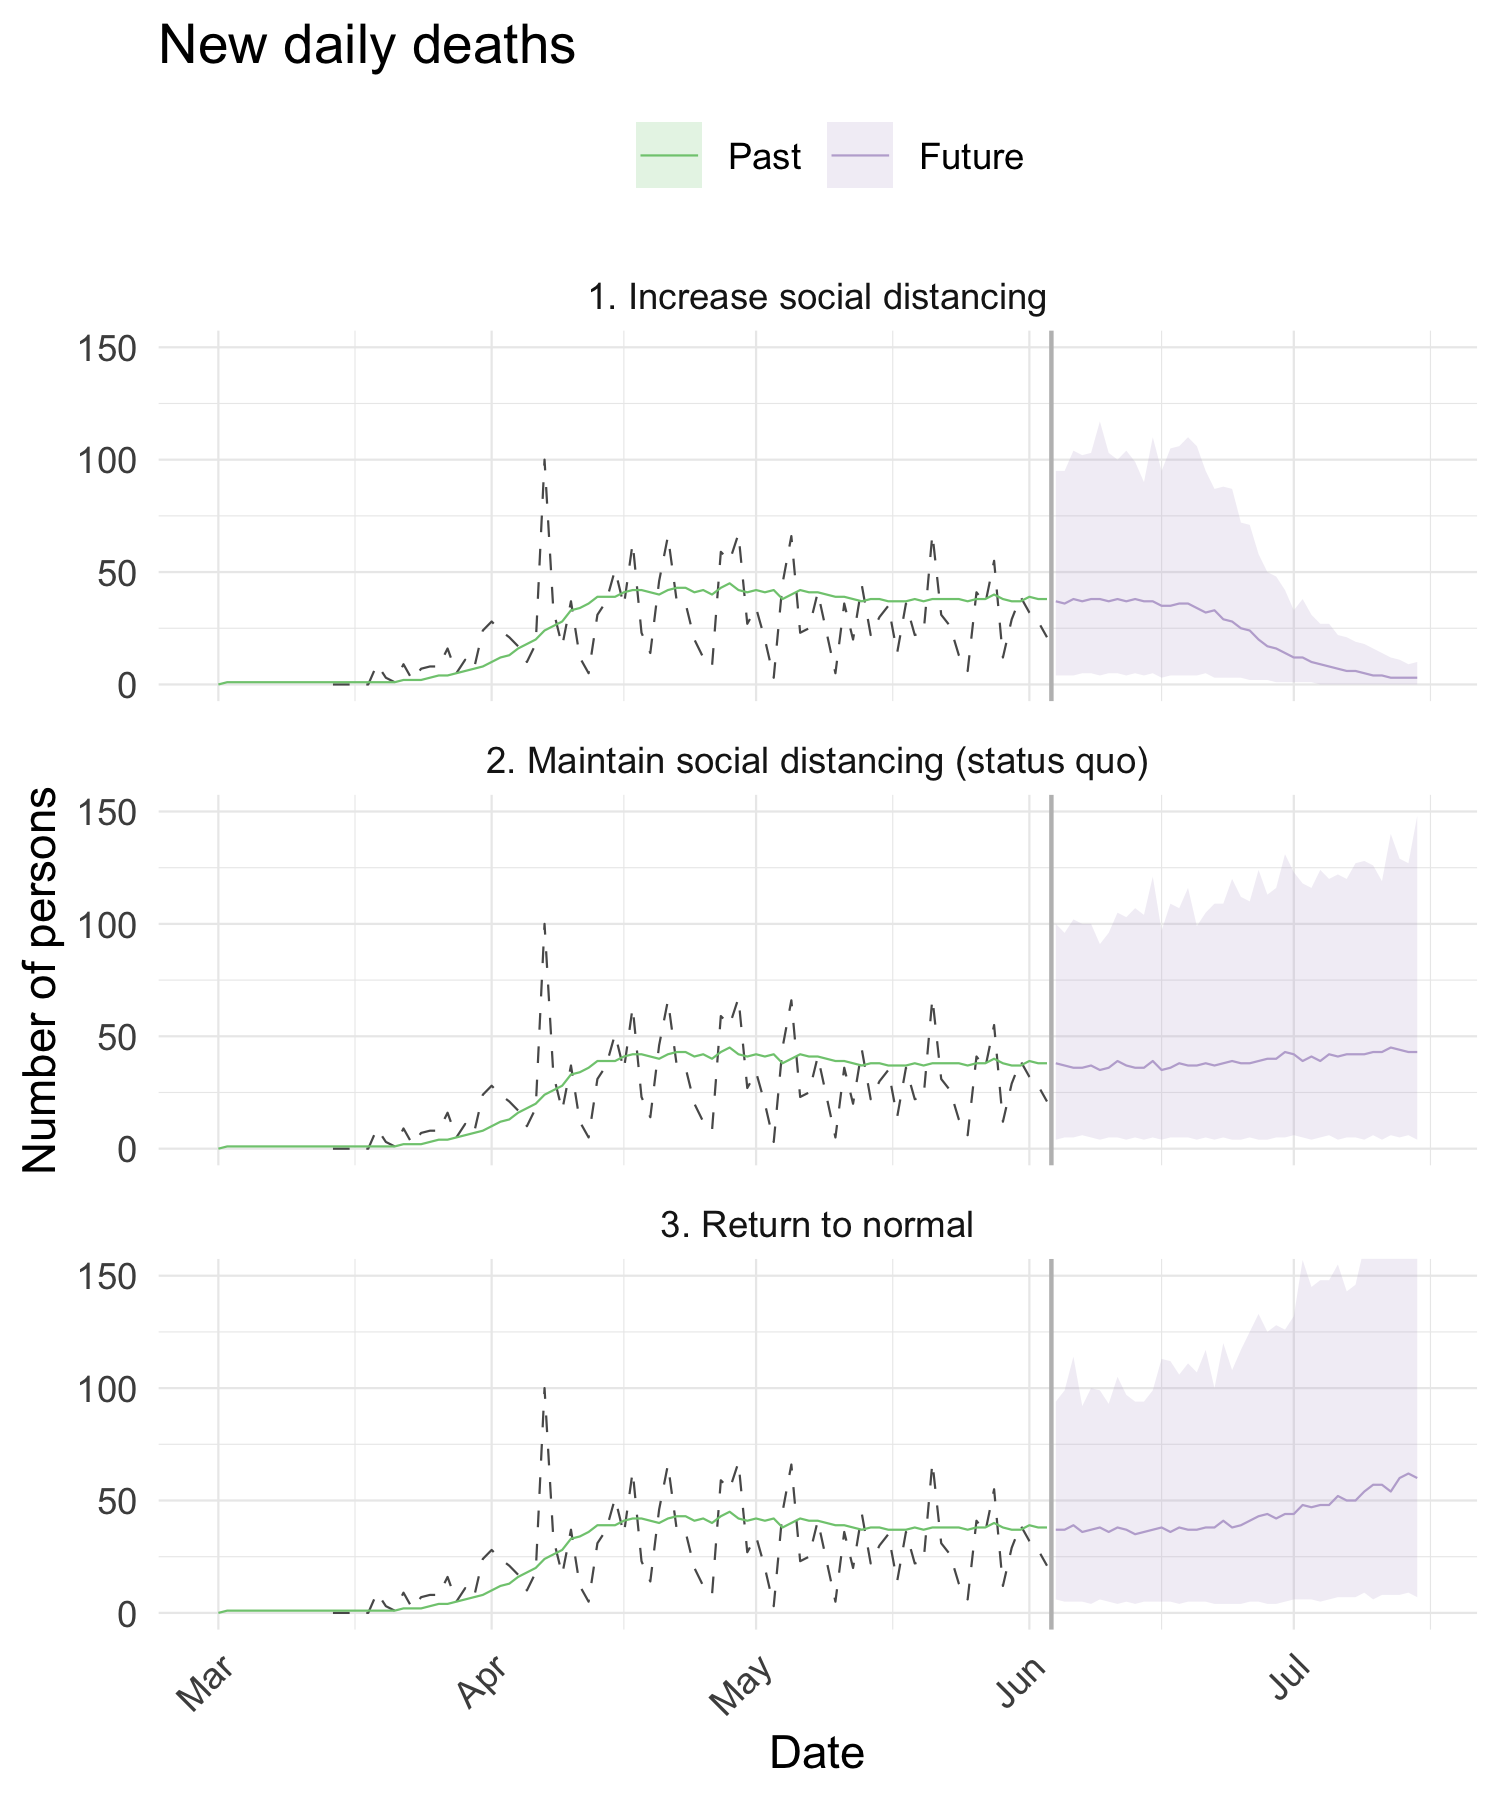 New daily deaths
Past Future
1. Increase social distancing
150
100
50
0
2. Maintain social distancing (status quo)
150
100
50
0
3. Return to normal
150
100
50
0
Number of persons
Mar Apr May Jun Jul
Date